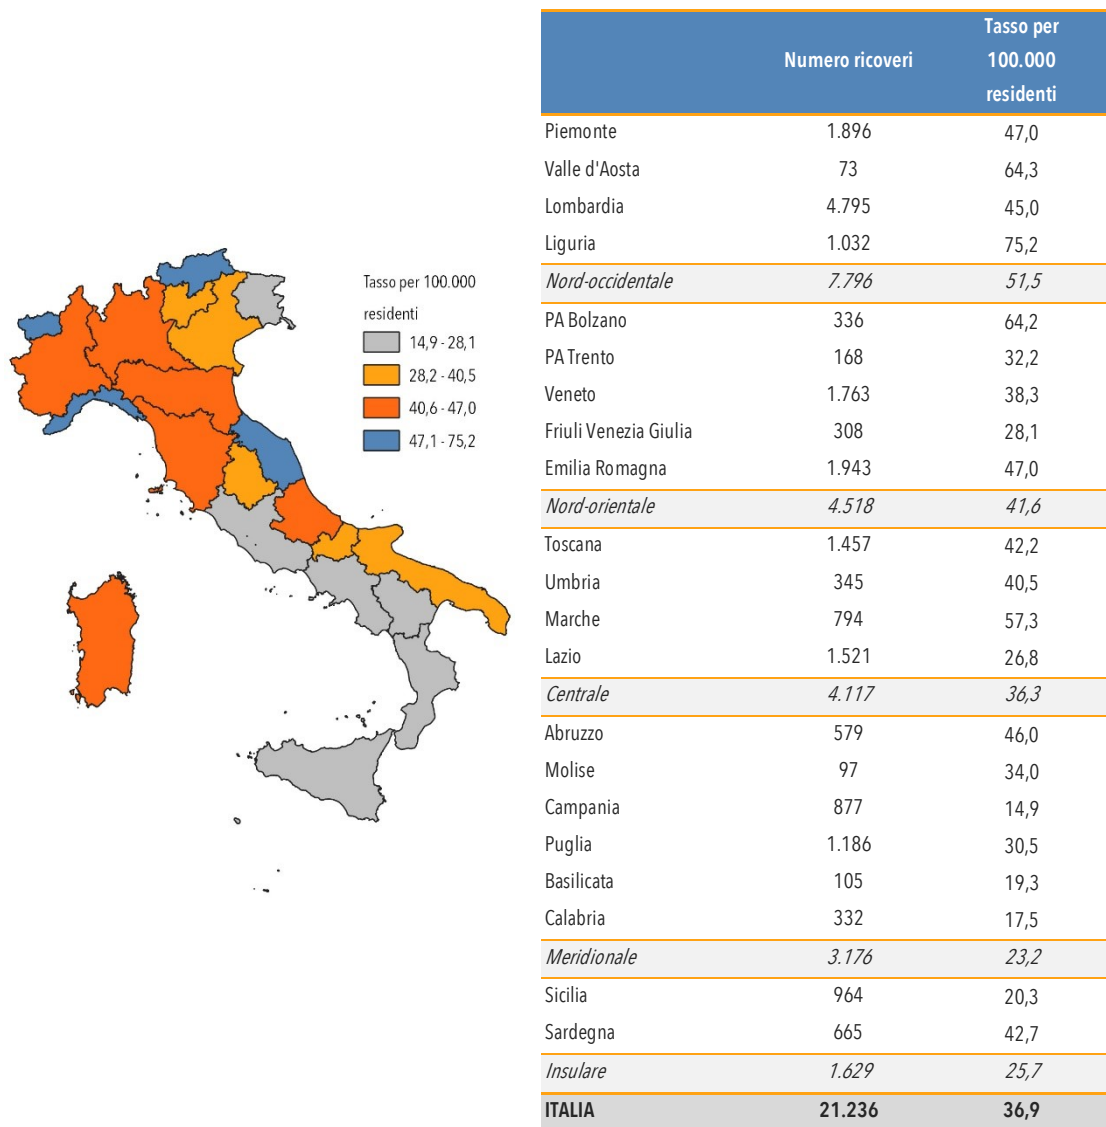 Tasso per 100.000
residenti
14,9 - 28,1
28,2 - 40,5
40,6 - 47,0
47,1 - 75,2
Numero ricoveri Tasso per 100.000 residenti
Piemonte 1.896 47,0
Valle d'Aosta 73 64,3
Lombardia 4.795 45,0
Liguria 1.032 75,2
Nord-occidentale 7.796 51,5
PA Bolzano 336 64,2
PA Trento 168 32,2
Veneto 1.763 38,3
Friuli Venezia Giulia 308 28,1
Emilia Romagna 1.943 47,0
Nord-orientale 4.518 41,6
Toscana 1.457 42,2
Umbria 345 40,5
Marche 794 57,3
Lazio 1.521 26,8
Centrale 4.117 36,3
Abruzzo 579 46,0
Molise 97 34,0
Campania 877 14,9
Puglia 1.186 30,5
Basilicata 105 19,3
Calabria 332 17,5
Meridionale 3.176 23,2
Sicilia 964 20,3
Sardegna 665 42,7
Insulare 1.629 25,7
ITALIA 21.236 36,9